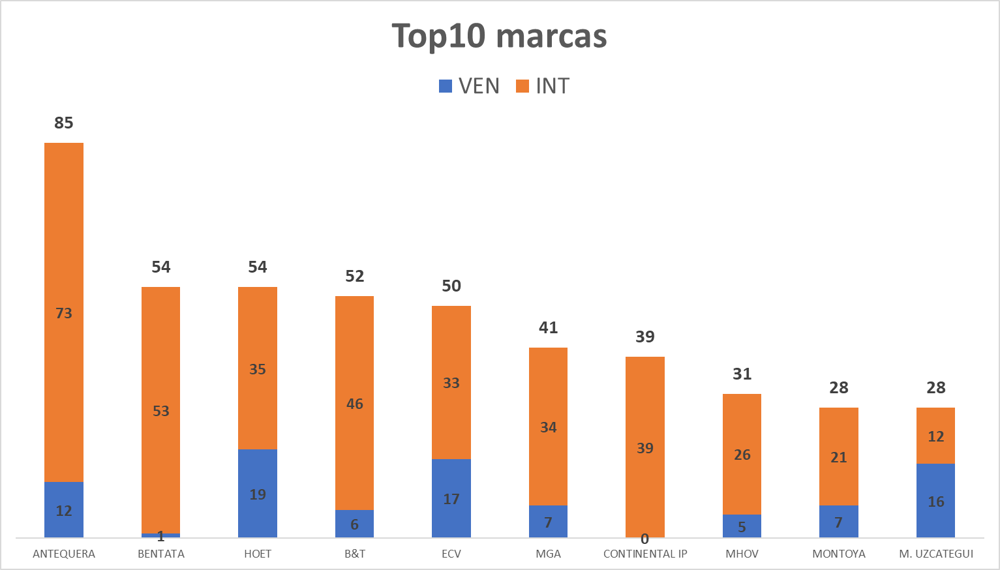 Top10 marcas
VEN INT
85 54 54 52 50 41 39 31 28 28
73 53 35 46 33 34 39 26 21 12
12 1 19 6 17 7 0 5 7 16
ANTEQUERA BENTATA HOET B&T ECV MGA CONTINENTAL IP MHOV MONTOYA M. UZCATEGUI